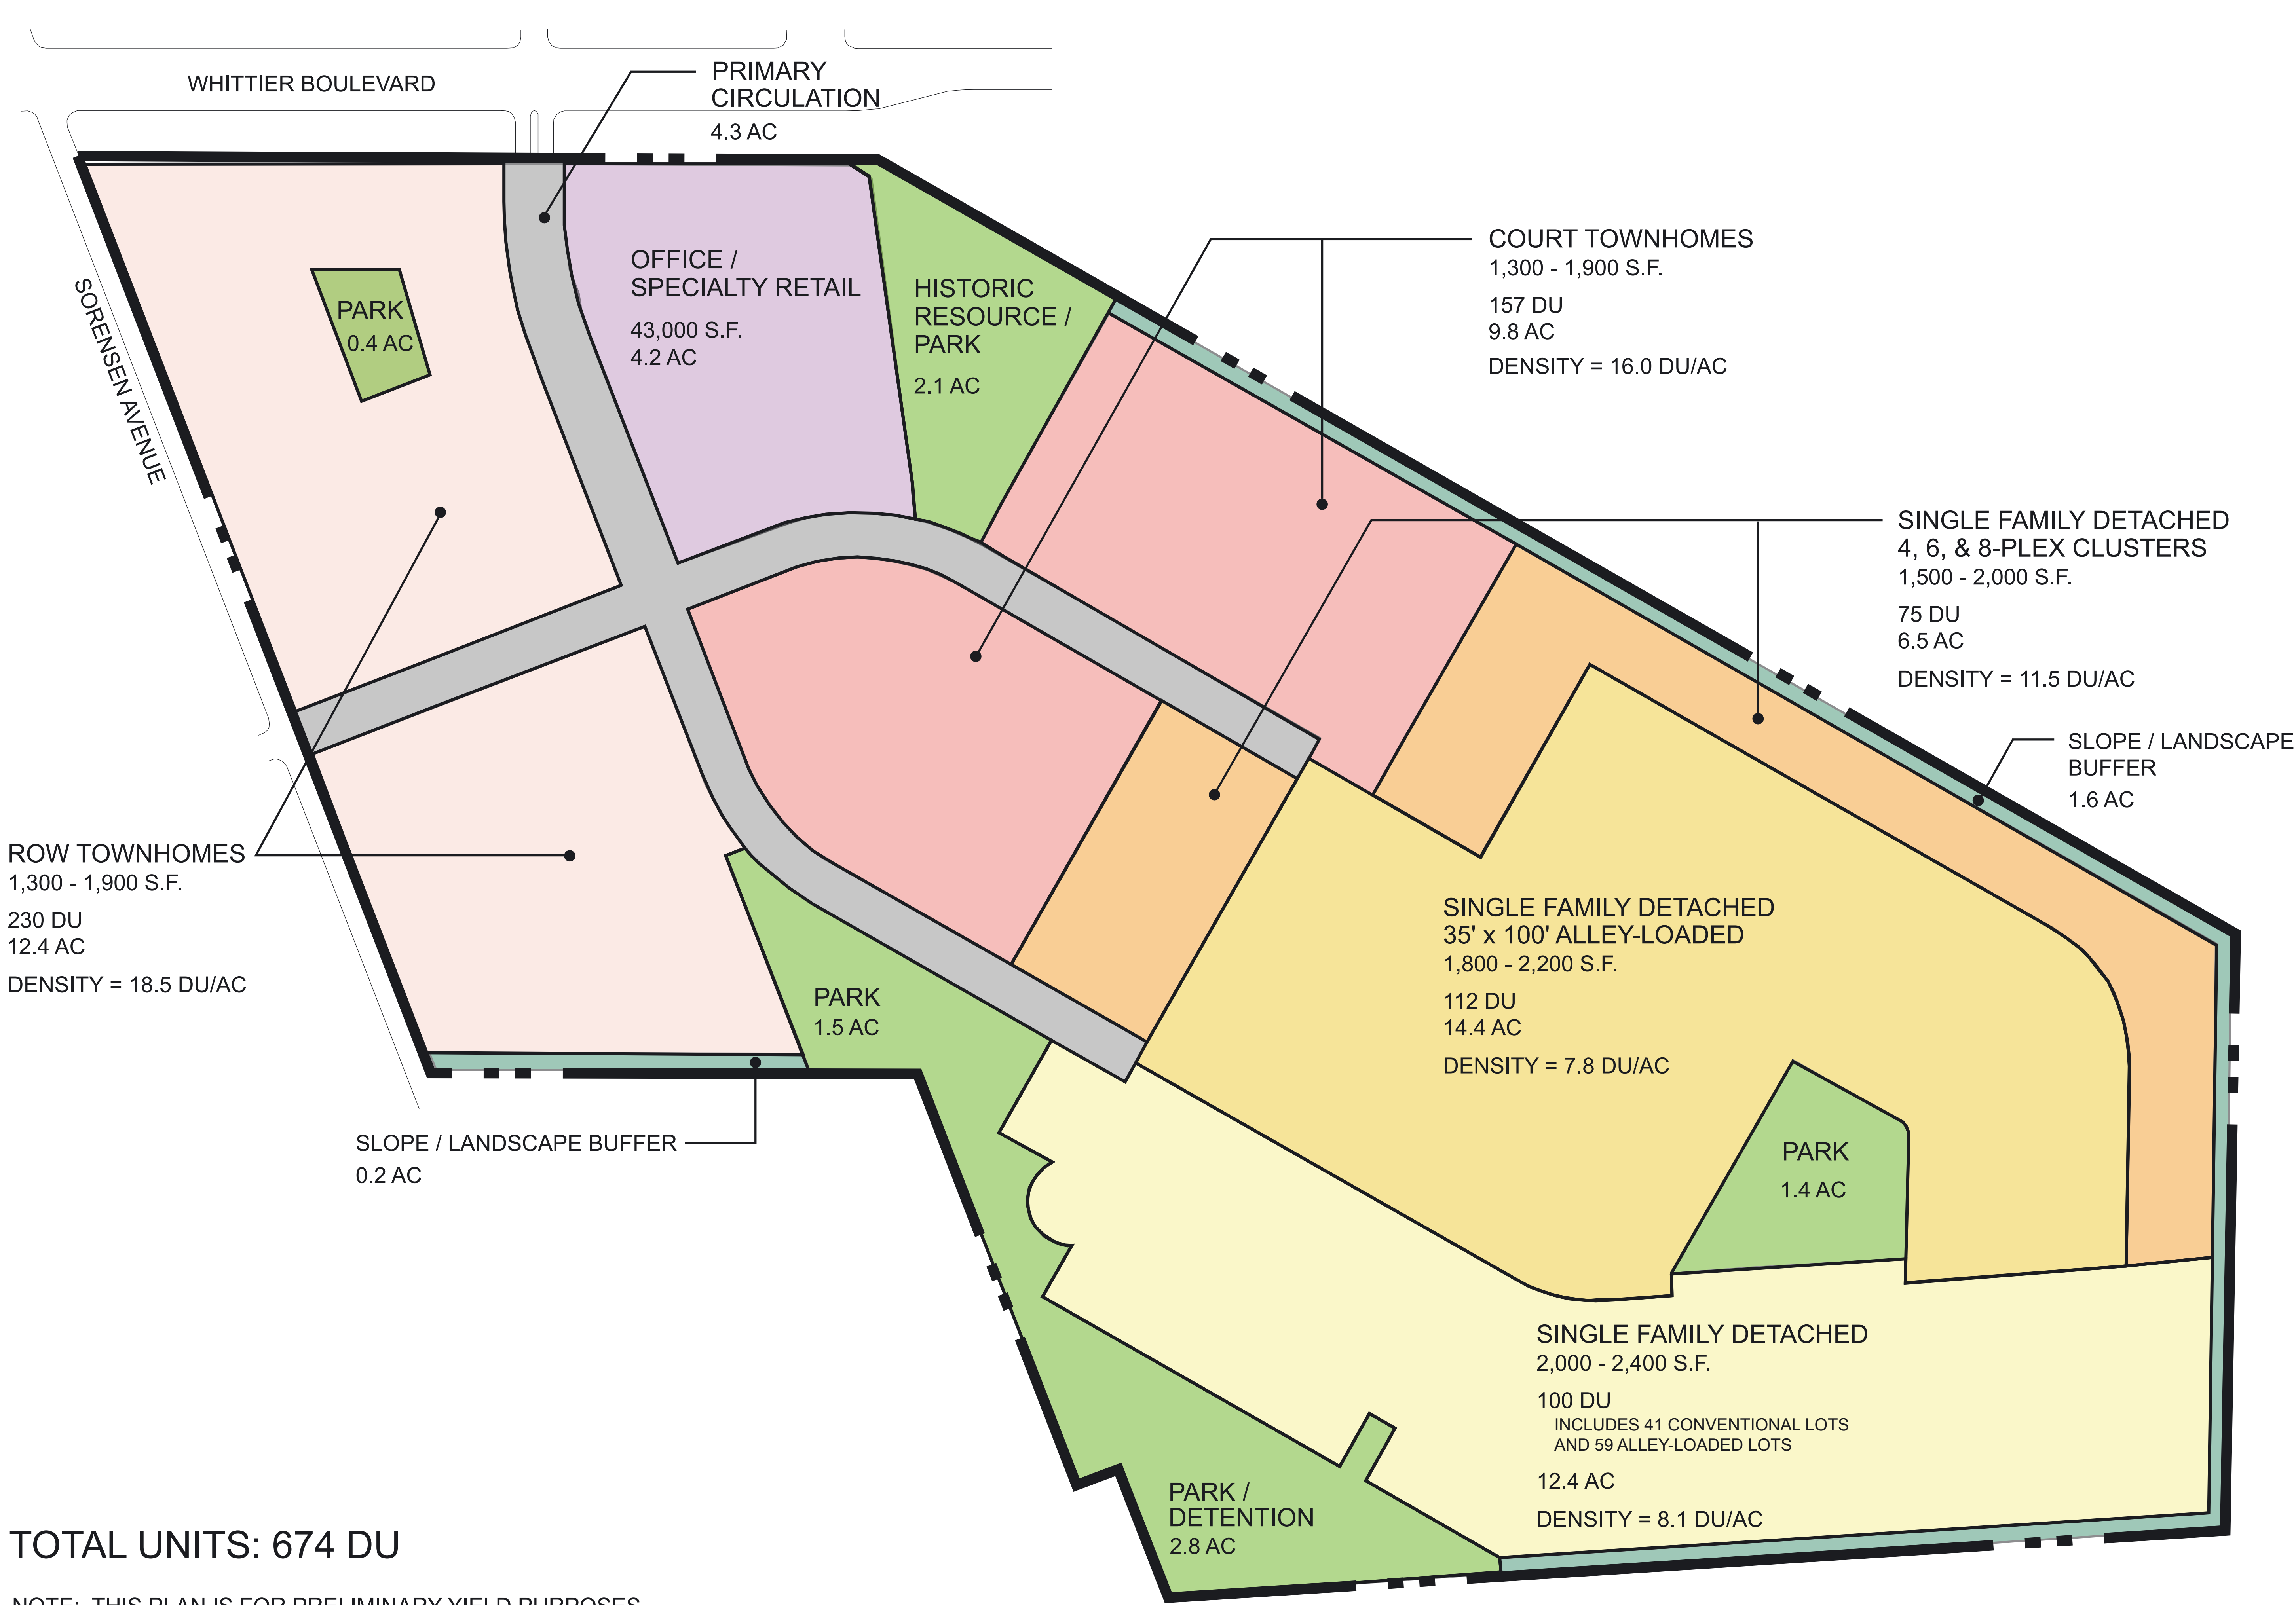 WHITTIER BOULEVARD
PRIMARY
CIRCULATION
4.3 AC
SORENSEN AVENUE
PARK
0.4 AC
OFFICE /
SPECIALTY RETAIL
43,000 S.F.
4.2 AC
HISTORIC
RESOURCE /
PARK
2.1 AC
COURT TOWNHOMES
1,300 - 1,900 S.F.
157 DU
9.8 AC
DENSITY = 16.0 DU/AC
SINGLE FAMILY DETACHED
4, 6, & 8-PLEX CLUSTERS
1,500 - 2,000 S.F.
75 DU
6.5 AC
DENSITY = 11.5 DU/AC
SLOPE / LANDSCAPE
BUFFER
1.6 AC
ROW TOWNHOMES
1,300 - 1,900 S.F.
230 DU
12.4 AC
DENSITY = 18.5 DU/AC
SINGLE FAMILY DETACHED
35' x 100' ALLEY-LOADED
1,800 - 2,200 S.F.
112 DU
14.4 AC
DENSITY = 7.8 DU/AC
PARK
1.5 AC
SLOPE / LANDSCAPE BUFFER
0.2 AC
PARK
1.4 AC
SINGLE FAMILY DETACHED
2,000 - 2,400 S.F.
100 DU
INCLUDES 41 CONVENTIONAL LOTS
AND 59 ALLEY-LOADED LOTS
12.4 AC
DENSITY = 8.1 DU/AC
PARK /
DETENTION
2.8 AC
TOTAL UNITS: 674 DU
NOTE: THIS PLAN IS FOR PRELIMINARY YIELD PURPOSES